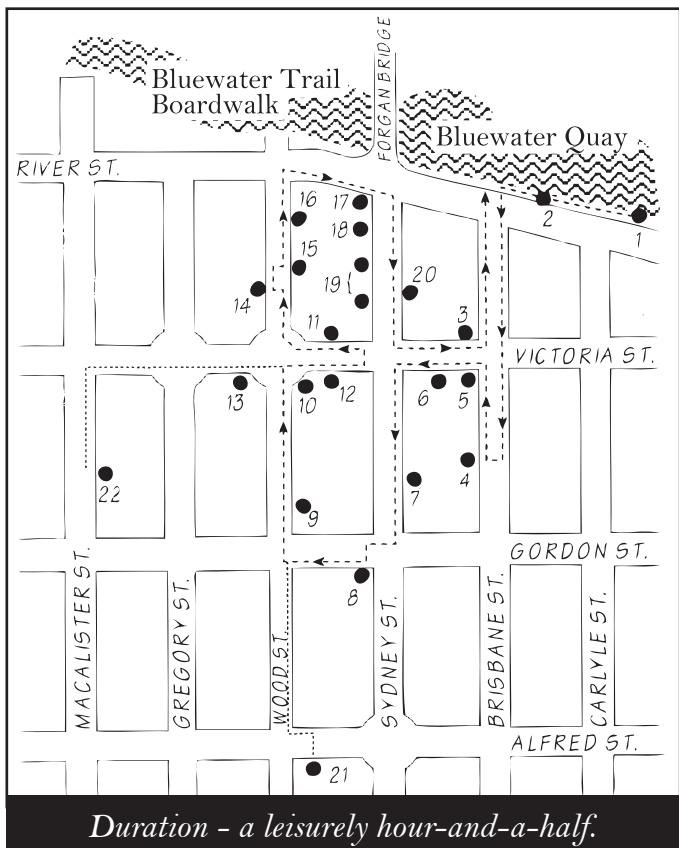 FORGAN BRIDGE
Bluewater Trail
Boardwalk
Bluewater Quay
RIVER ST.
16
17
2
1
18
15
20
14
19 {
11
3
VICTORIA ST.
13
10
12
6
5
22
9
7
4
GORDON ST.
8
MACALISTER ST.
GREGORY ST.
WOOD ST.
SYDNEY ST.
BRISBANE ST.
CARLYLE ST.
ALFRED ST.
21
Duration - a leisurely hour-and-a-half.